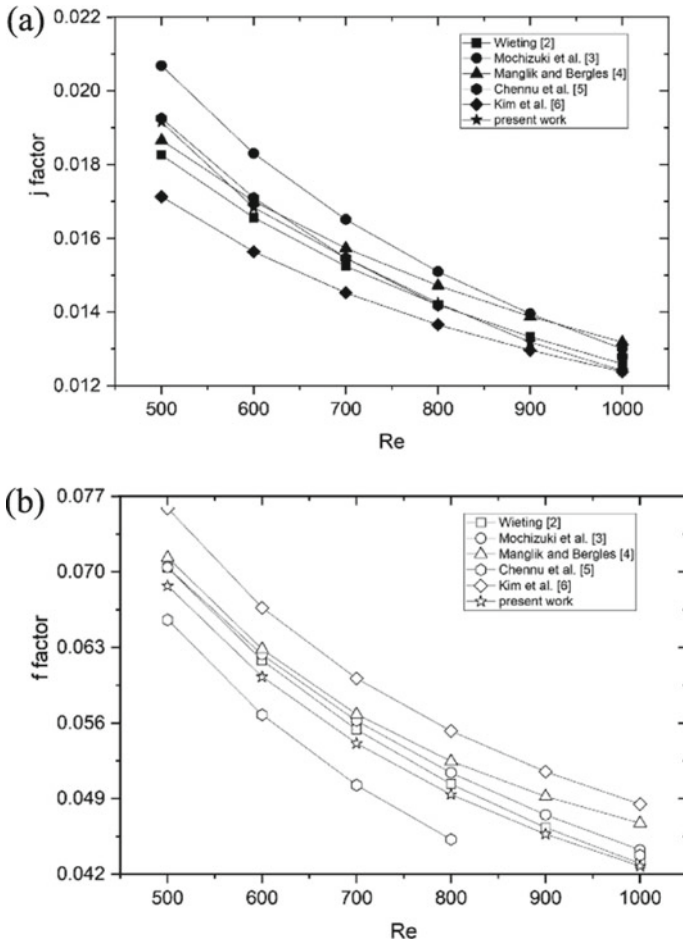 (a)
0.022
0.020
0.018
0.016
0.014
0.012
j factor
500 600 700 800 900 1000
Re
Wieting [2]
Mochizuki et al. [3]
Manglik and Bergles [4]
Chennu et al. [5]
Kim et al. [6]
present work
(b)
0.077
0.070
0.063
0.056
0.049
0.042
f factor
500 600 700 800 900 1000
Re
Wieting [2]
Mochizuki et al. [3]
Manglik and Bergles [4]
Chennu et al. [5]
Kim et al. [6]
present work